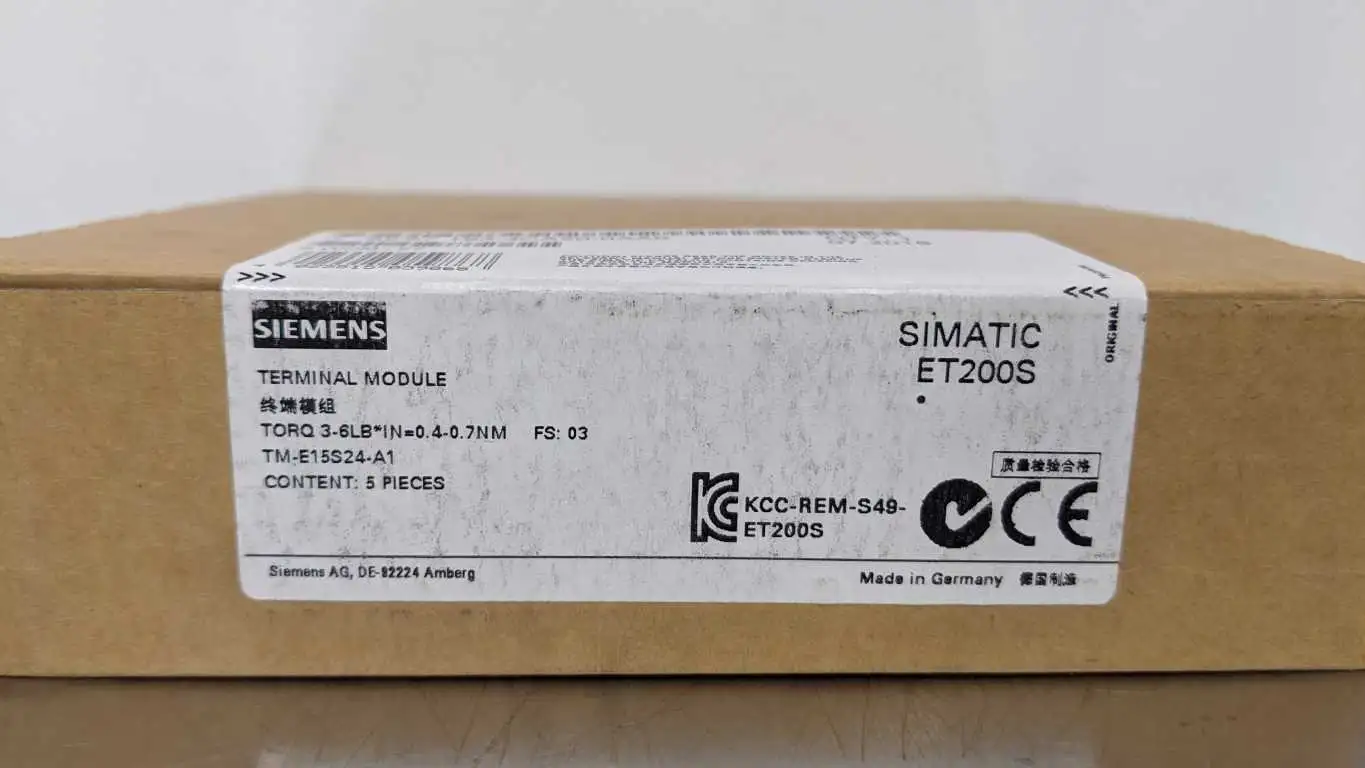 >>>
<<<
SIEMENS
SIMATIC
ET200S
ORIGINAL
TERMINAL MODULE
终端模组
TORQ 3-6LB*IN=0.4-0.7NM FS: 03
TM-E15S24-A1
CONTENT: 5 PIECES
质量检验合格
KCC-REM-S49-
ET200S
CE
Siemens AG, DE-92224 Amberg
Made in Germany 德国制造